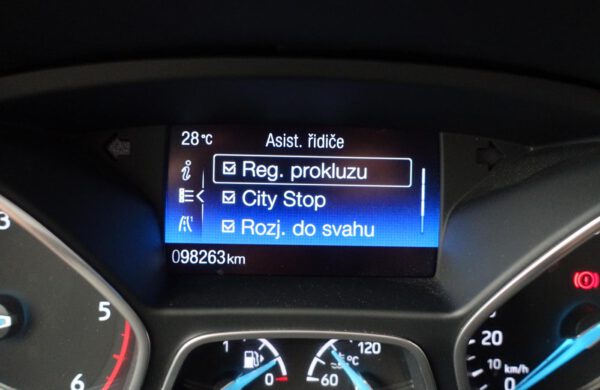 28°C Asist. řidiče
Reg. prokluzu
City Stop
Rozj. do svahu
098263km
3
5
6
1
0
60
120
°C
20
10
0
km/h